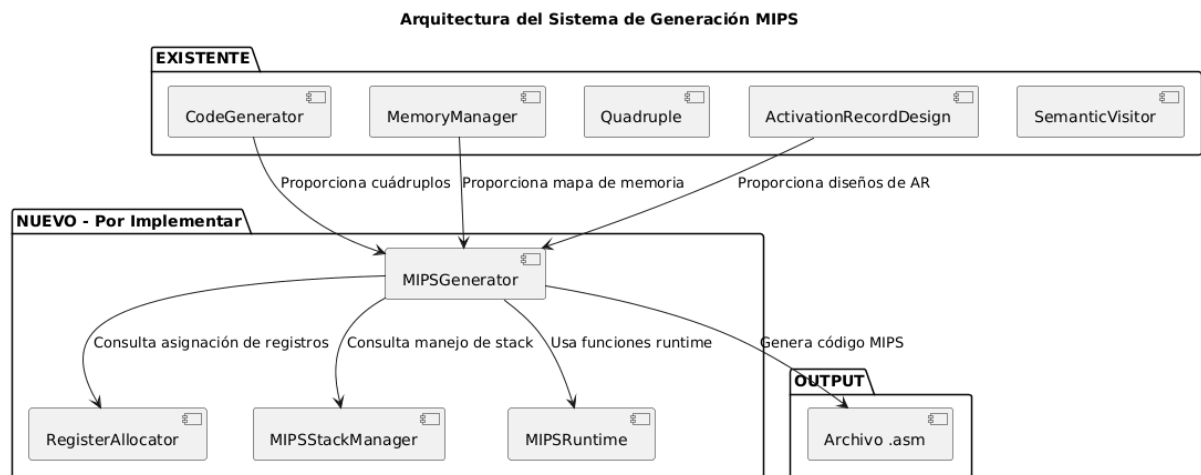 Arquitectura del Sistema de Generación MIPS
EXISTENTE
CodeGenerator
MemoryManager
Quadruple
ActivationRecordDesign
SemanticVisitor
Proporciona cuádruplos
Proporciona mapa de memoria
Proporciona diseños de AR
NUEVO - Por Implementar
MIPSGenerator
Consulta asignación de registros
Consulta manejo de stack
Usa funciones runtime
Genera código MIPS
OUTPUT
RegisterAllocator
MIPSStackManager
MIPSRuntime
Archivo .asm